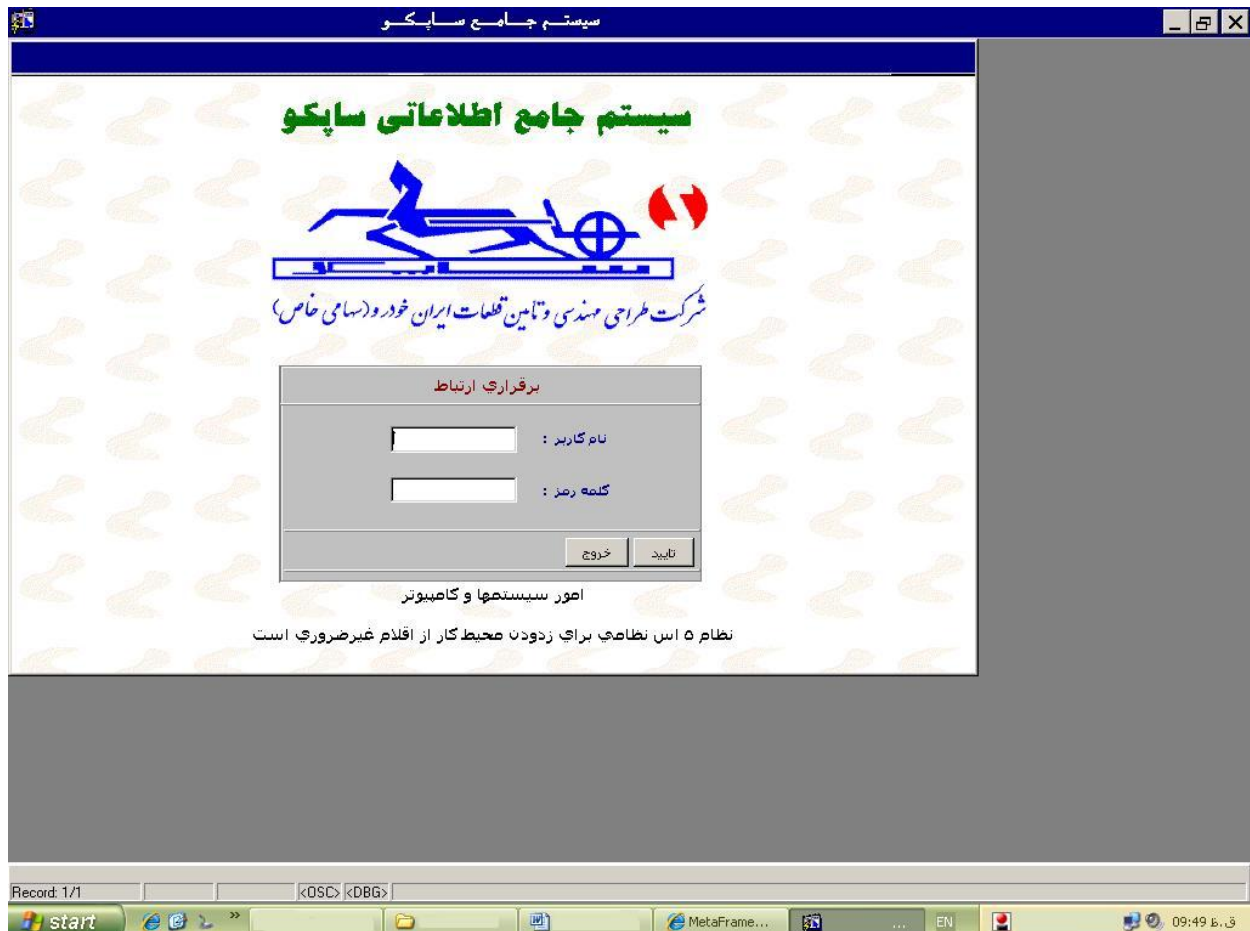 سیستم جامع ساپکو
سیستم جامع اطلاعاتی ساپکو
شرکت طراحی مهندسی و تأمین قطعات ایران خودرو (سهامی خاص)
برقراري ارتباط
نام کاربر :
کلمه رمز :
تایید خروج
امور سیستمها و کامپیوتر
نظام ۵ اس نظامي براي زدودن محیط کار از اقلام غیرضروري است
Record: 1/1 <OSC> <DBG>
start » MetaFrame... ... EN 09:49 ق.ظ